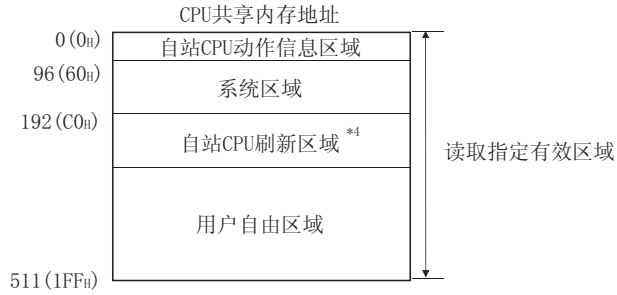 CPU共享内存地址
0(0H)
自站CPU动作信息区域
96(60H)
系统区域
192(C0H)
自站CPU刷新区域 *4
读取指定有效区域
用户自由区域
511(1FFH)